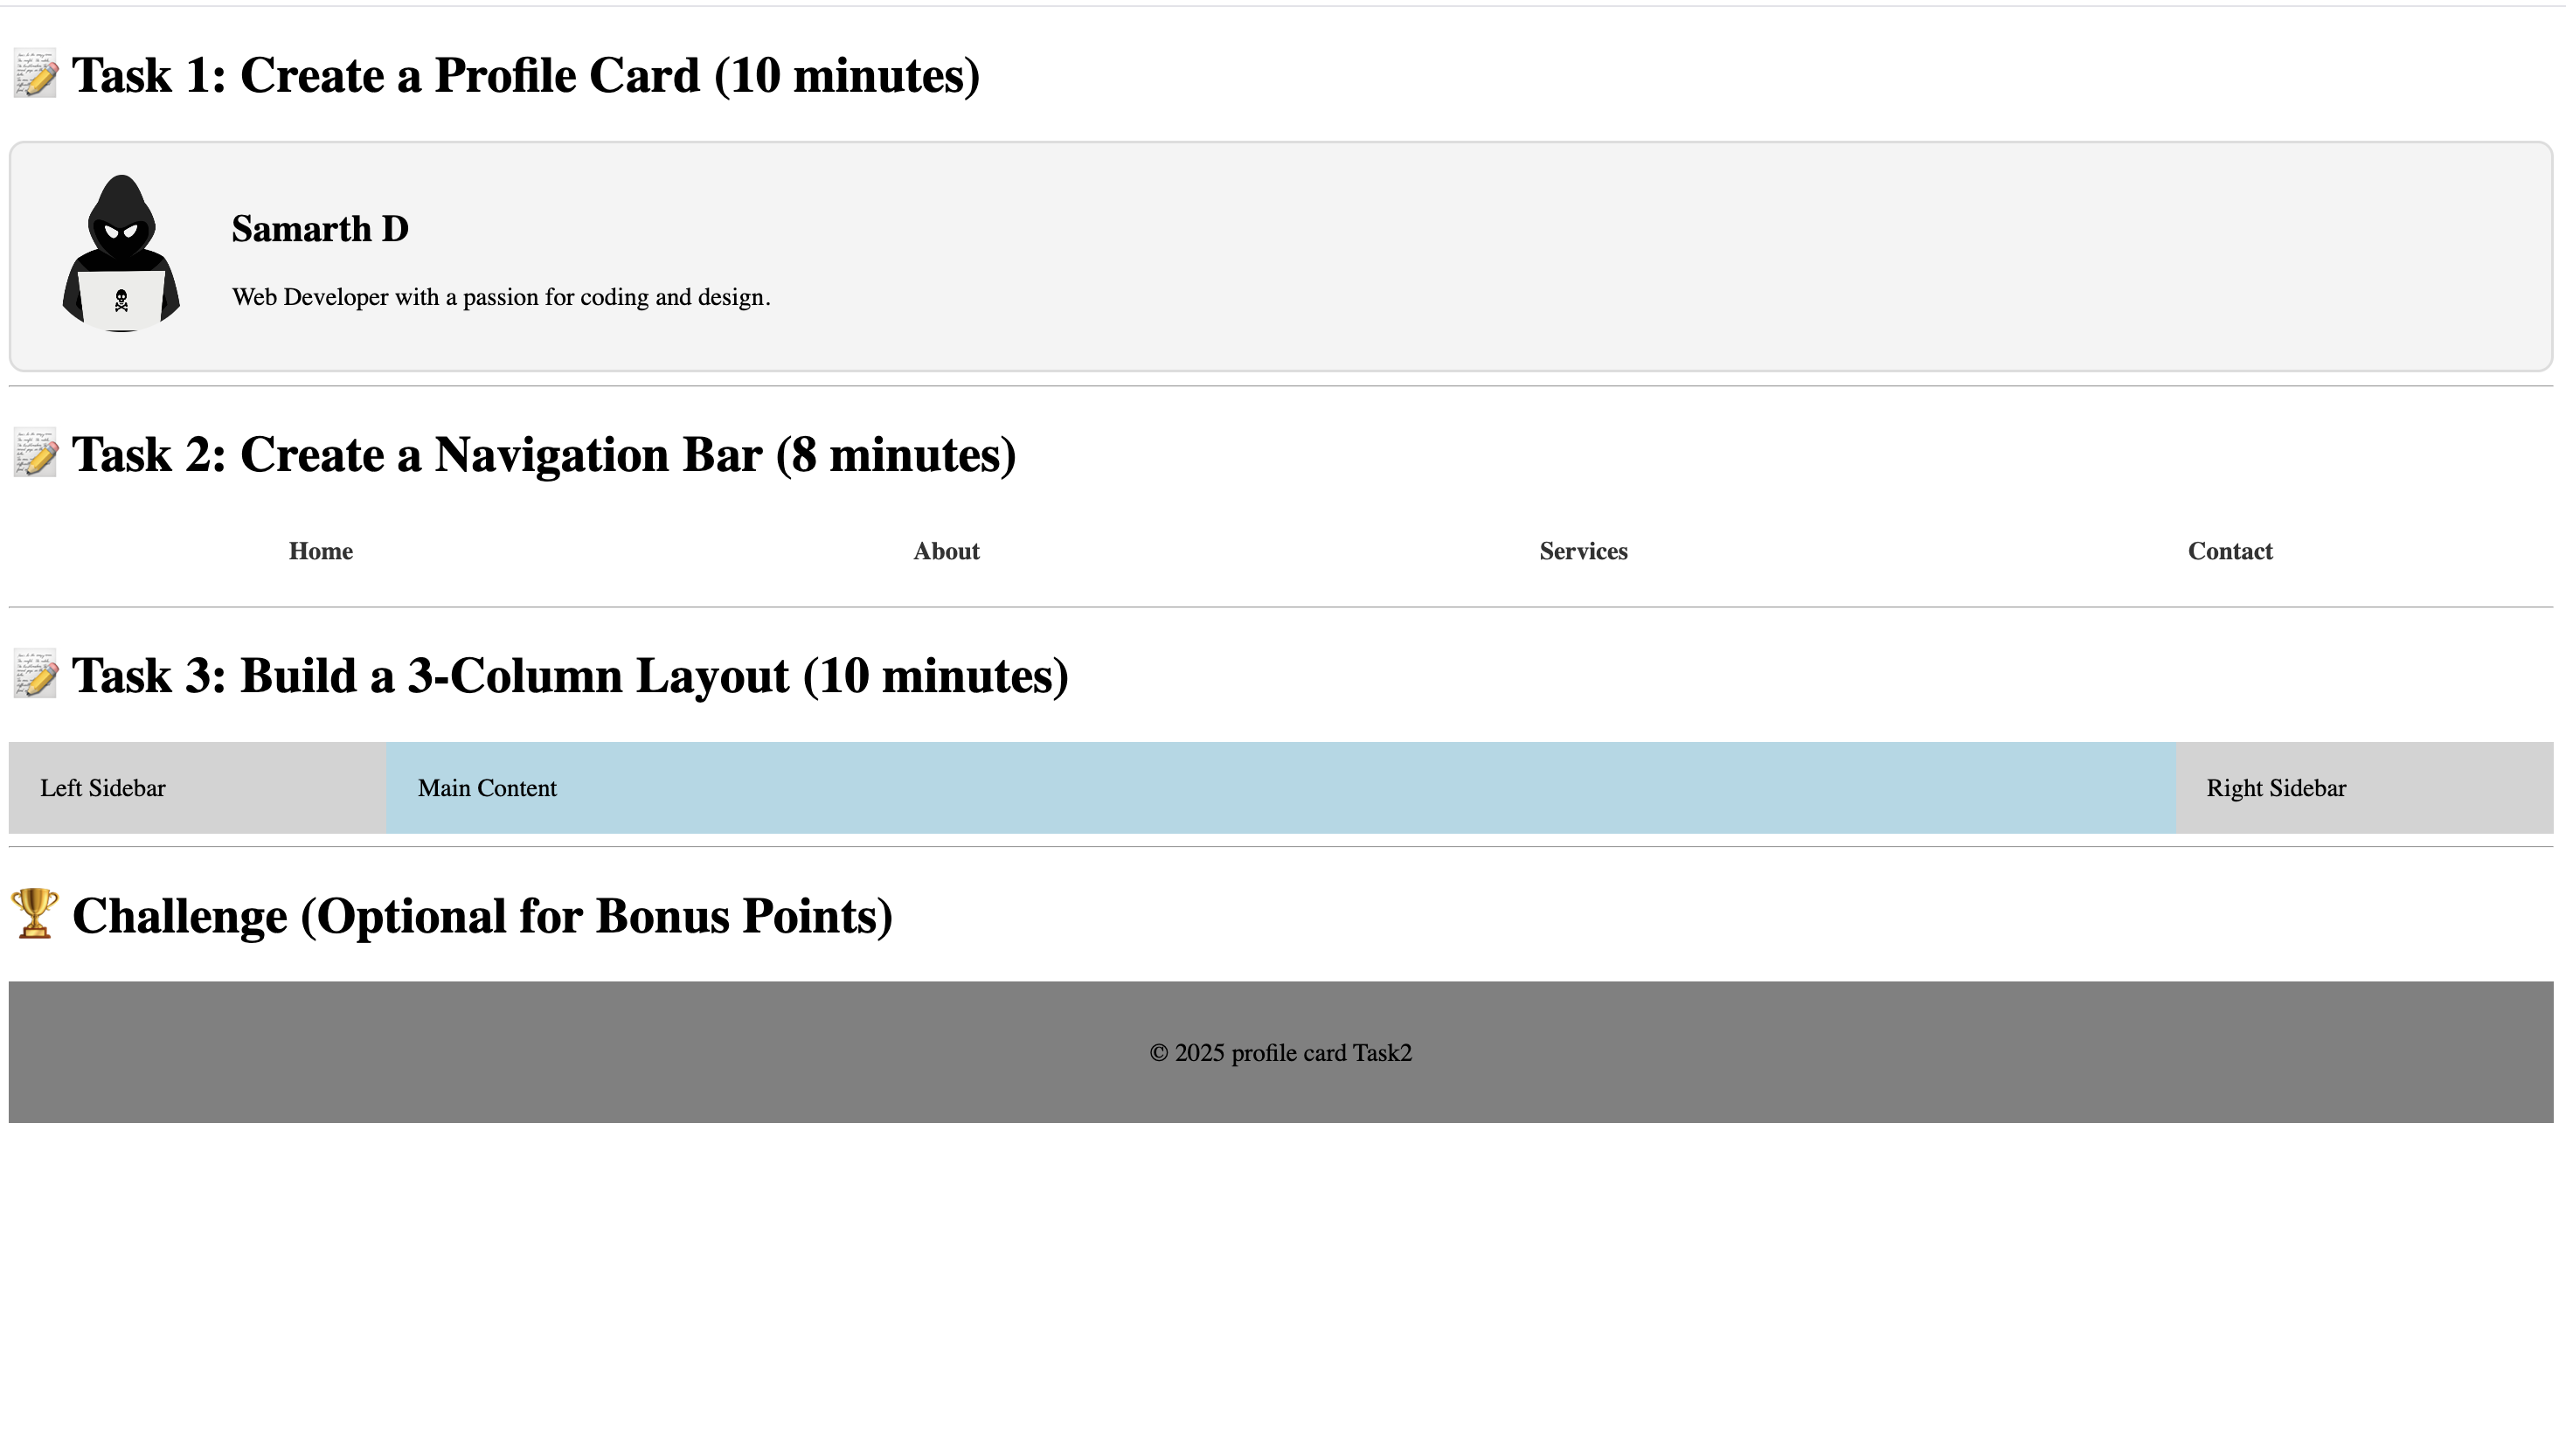 📝 Task 1: Create a Profile Card (10 minutes)
Samarth D
Web Developer with a passion for coding and design.
📝 Task 2: Create a Navigation Bar (8 minutes)
Home About Services Contact
📝 Task 3: Build a 3-Column Layout (10 minutes)
Left Sidebar Main Content Right Sidebar
🏆 Challenge (Optional for Bonus Points)
© 2025 profile card Task2